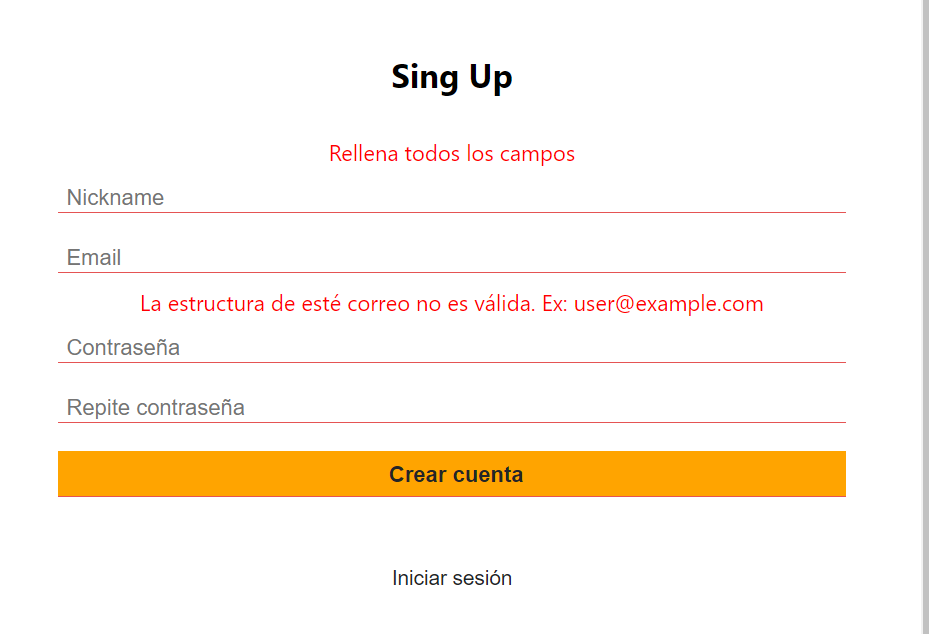 Sing Up
Rellena todos los campos
Nickname
Email
La estructura de esté correo no es válida. Ex: user@example.com
Contraseña
Repite contraseña
Crear cuenta
Iniciar sesión